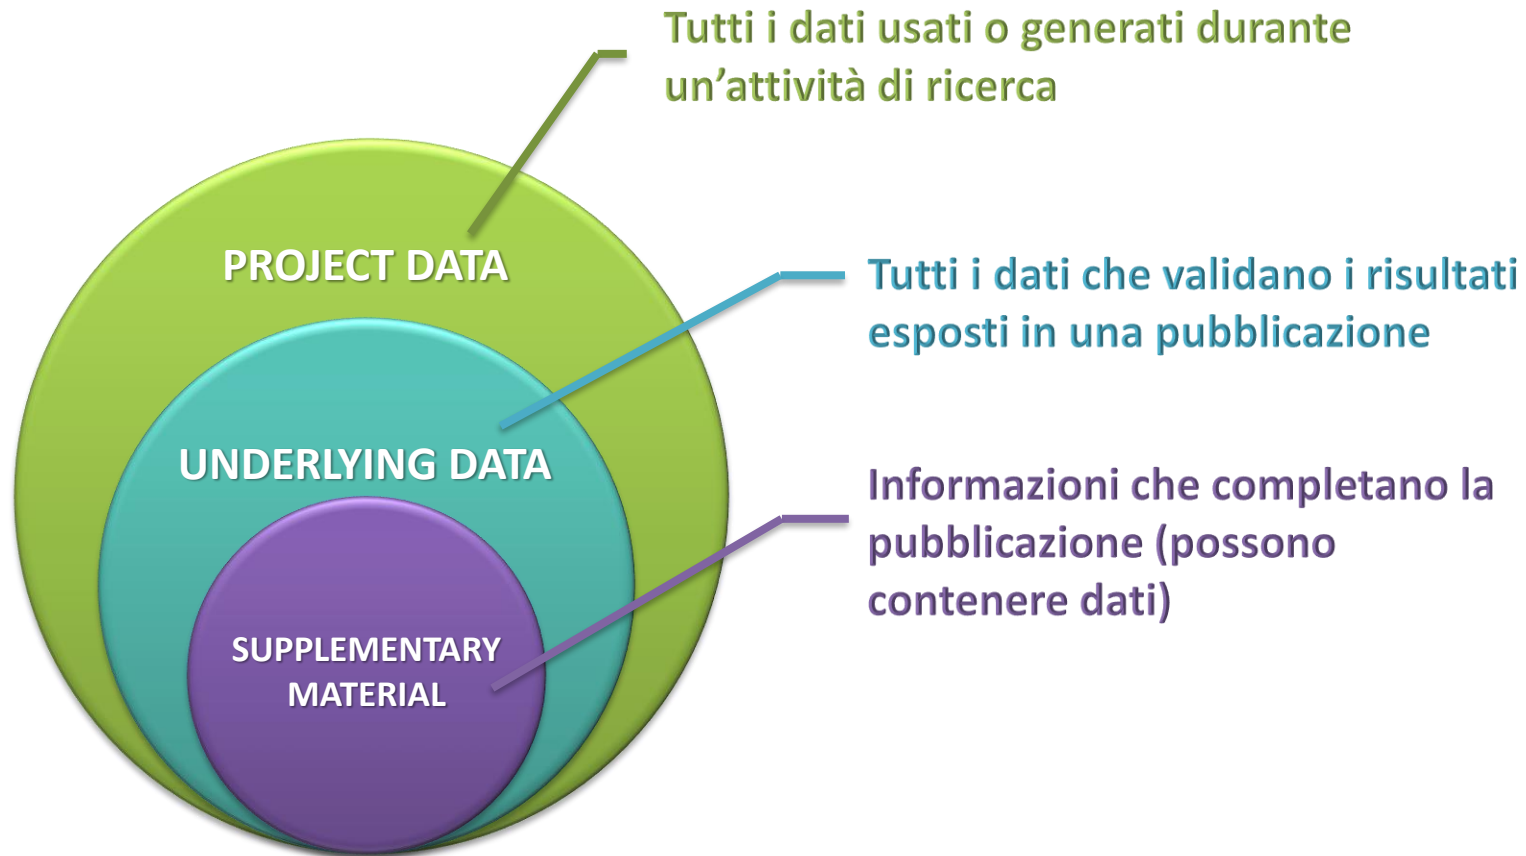 Tutti i dati usati o generati durante
un’attività di ricerca
PROJECT DATA
Tutti i dati che validano i risultati
esposti in una pubblicazione
UNDERLYING DATA
Informazioni che completano la
pubblicazione (possono
contenere dati)
SUPPLEMENTARY
MATERIAL